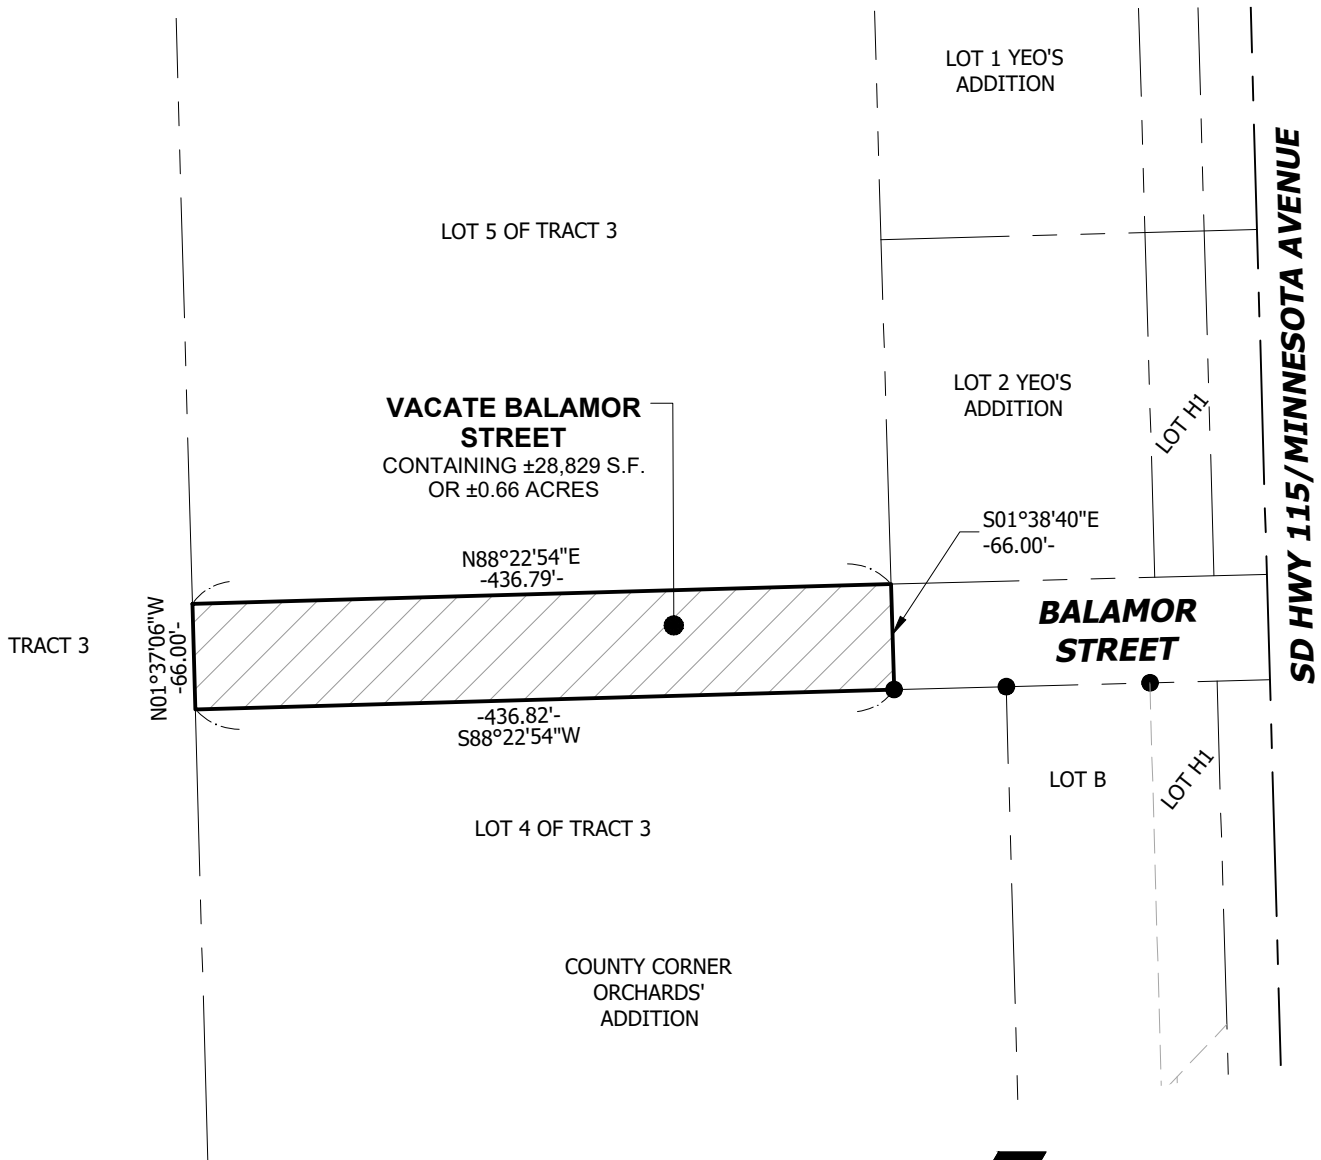 LOT 1 YEO'S
ADDITION
SD HWY 115/MINNESOTA AVENUE
LOT 5 OF TRACT 3
LOT 2 YEO'S
ADDITION
LOT H1
VACATE BALAMOR
STREET
CONTAINING ±28,829 S.F.
OR ±0.66 ACRES
S01°38'40"E
-66.00'-
N88°22'54"E
-436.79'-
BALAMOR
STREET
TRACT 3
N01°37'06"W
-66.00'-
-436.82'-
S88°22'54"W
LOT B
LOT H1
LOT 4 OF TRACT 3
COUNTY CORNER
ORCHARDS'
ADDITION